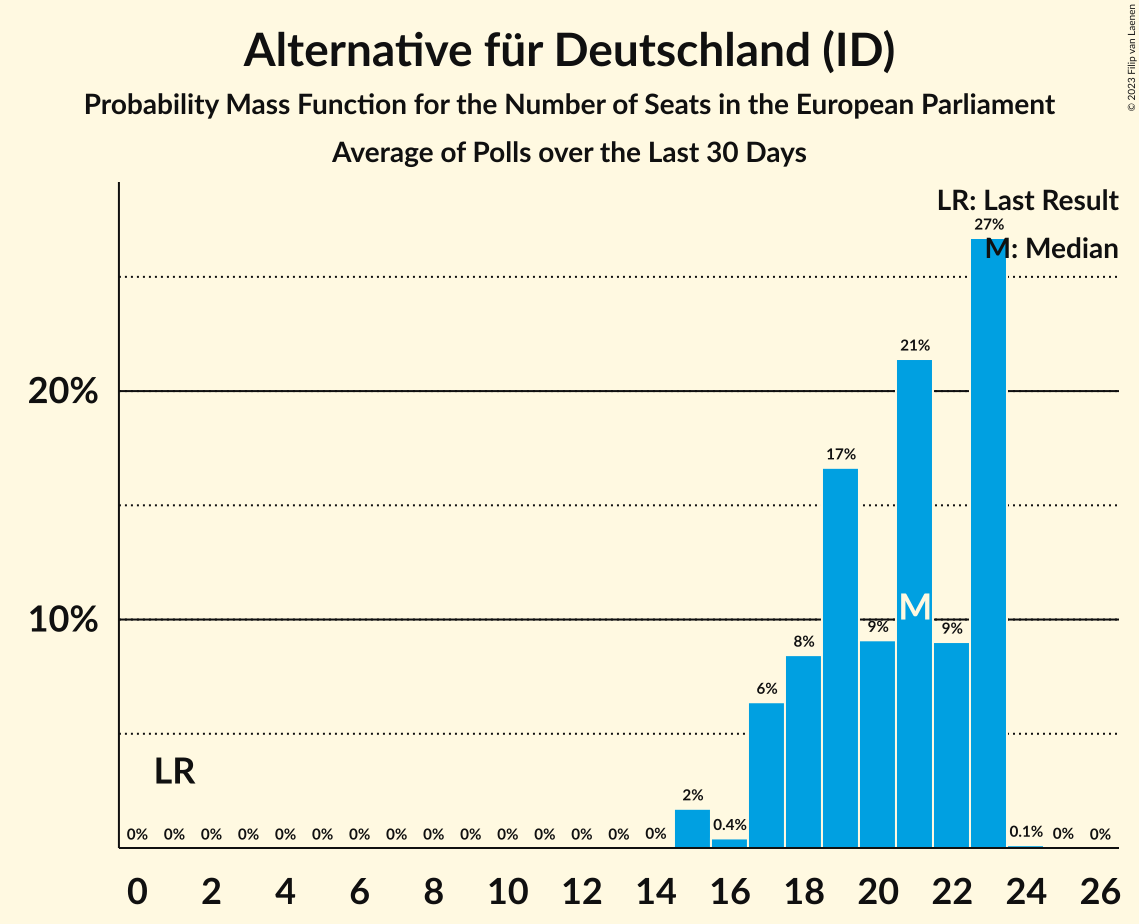 Alternative für Deutschland (ID)
Probability Mass Function for the Number of Seats in the European Parliament
Average of Polls over the Last 30 Days
© 2023 Filip van Laenen
LR: Last Result
M: Median
27%
21%
20%
17%
10%
M
9%
9%
8%
6%
LR
2%
0% 0% 0% 0% 0% 0% 0% 0% 0% 0% 0% 0% 0% 0% 0% 0.4% 0.1% 0% 0%
0 2 4 6 8 10 12 14 16 18 20 22 24 26